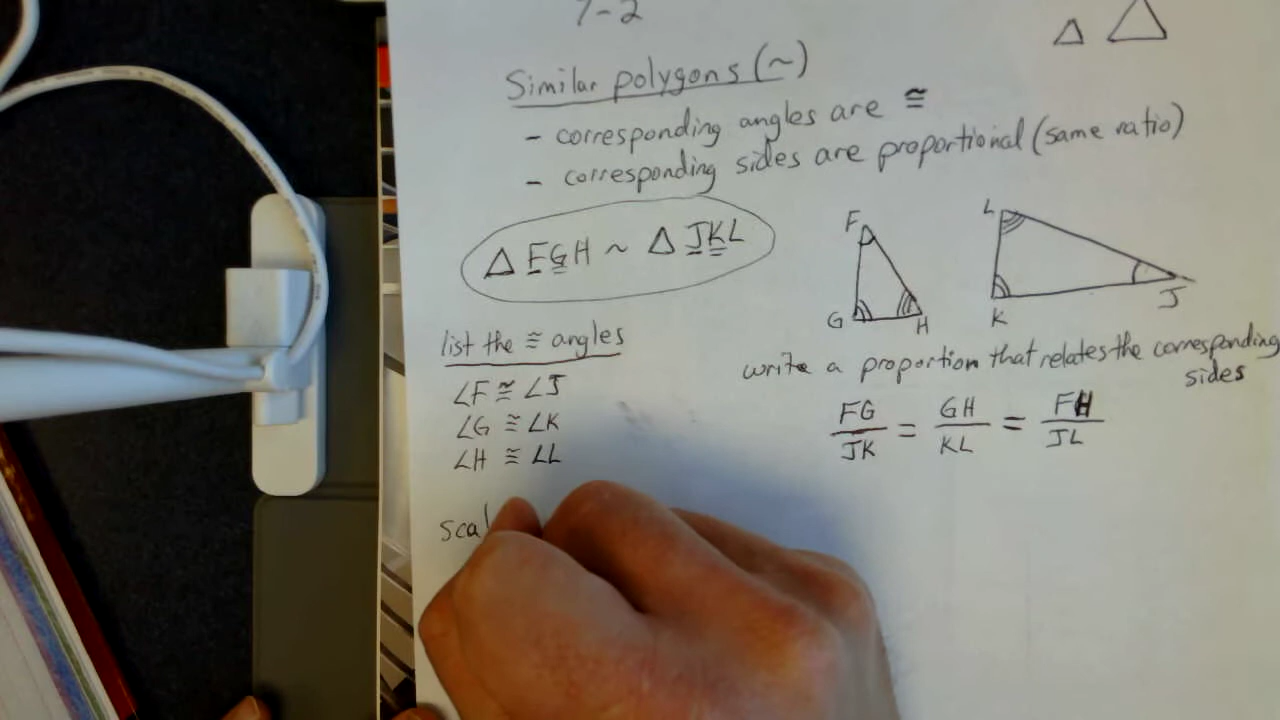 7-2
Similar polygons (~)
- corresponding angles are ≅
- corresponding sides are proportional (same ratio)
△ FGH ~ △ JKL
F
G
H
L
K
J
list the ≅ angles
∠F ≅ ∠J
∠G ≅ ∠K
∠H ≅ ∠L
write a proportion that relates the corresponding
sides
FG/JK = GH/KL = FH/JL
scal